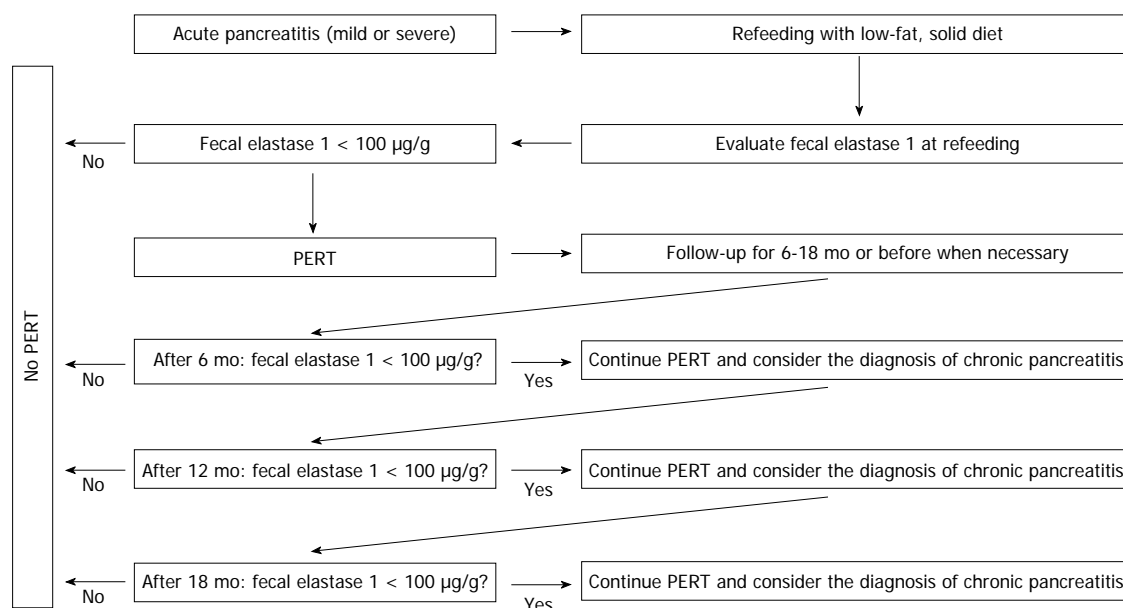 Acute pancreatitis (mild or severe)
Refeeding with low-fat, solid diet
Evaluate fecal elastase 1 at refeeding
Fecal elastase 1 < 100 µg/g
No
PERT
Follow-up for 6-18 mo or before when necessary
No PERT
After 6 mo: fecal elastase 1 < 100 µg/g?
No
Yes
Continue PERT and consider the diagnosis of chronic pancreatitis
After 12 mo: fecal elastase 1 < 100 µg/g?
No
Yes
Continue PERT and consider the diagnosis of chronic pancreatitis
After 18 mo: fecal elastase 1 < 100 µg/g?
No
Yes
Continue PERT and consider the diagnosis of chronic pancreatitis